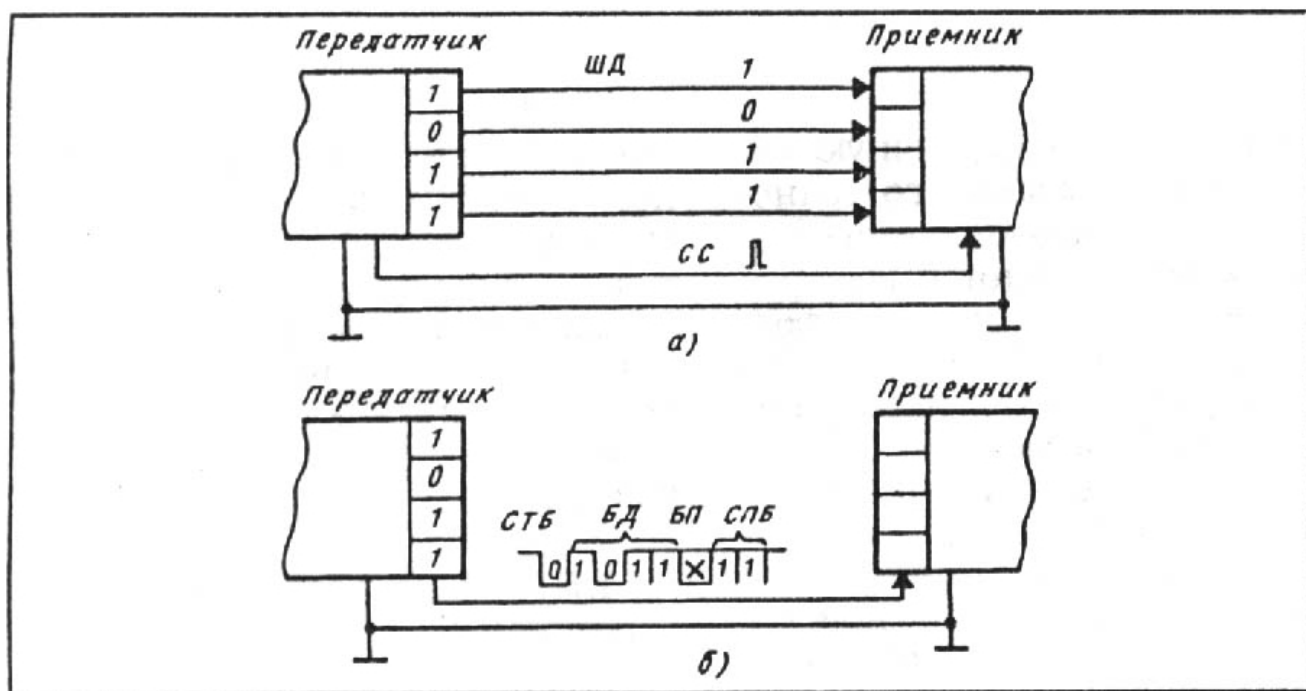 Передатчик Приемник
ШД 1
1
0 0
1 1
1 1
СС
а)
Передатчик Приемник
1
0
1
СТБ БД БП СПБ
1
0 1 0 1 1 X 1 1
б)